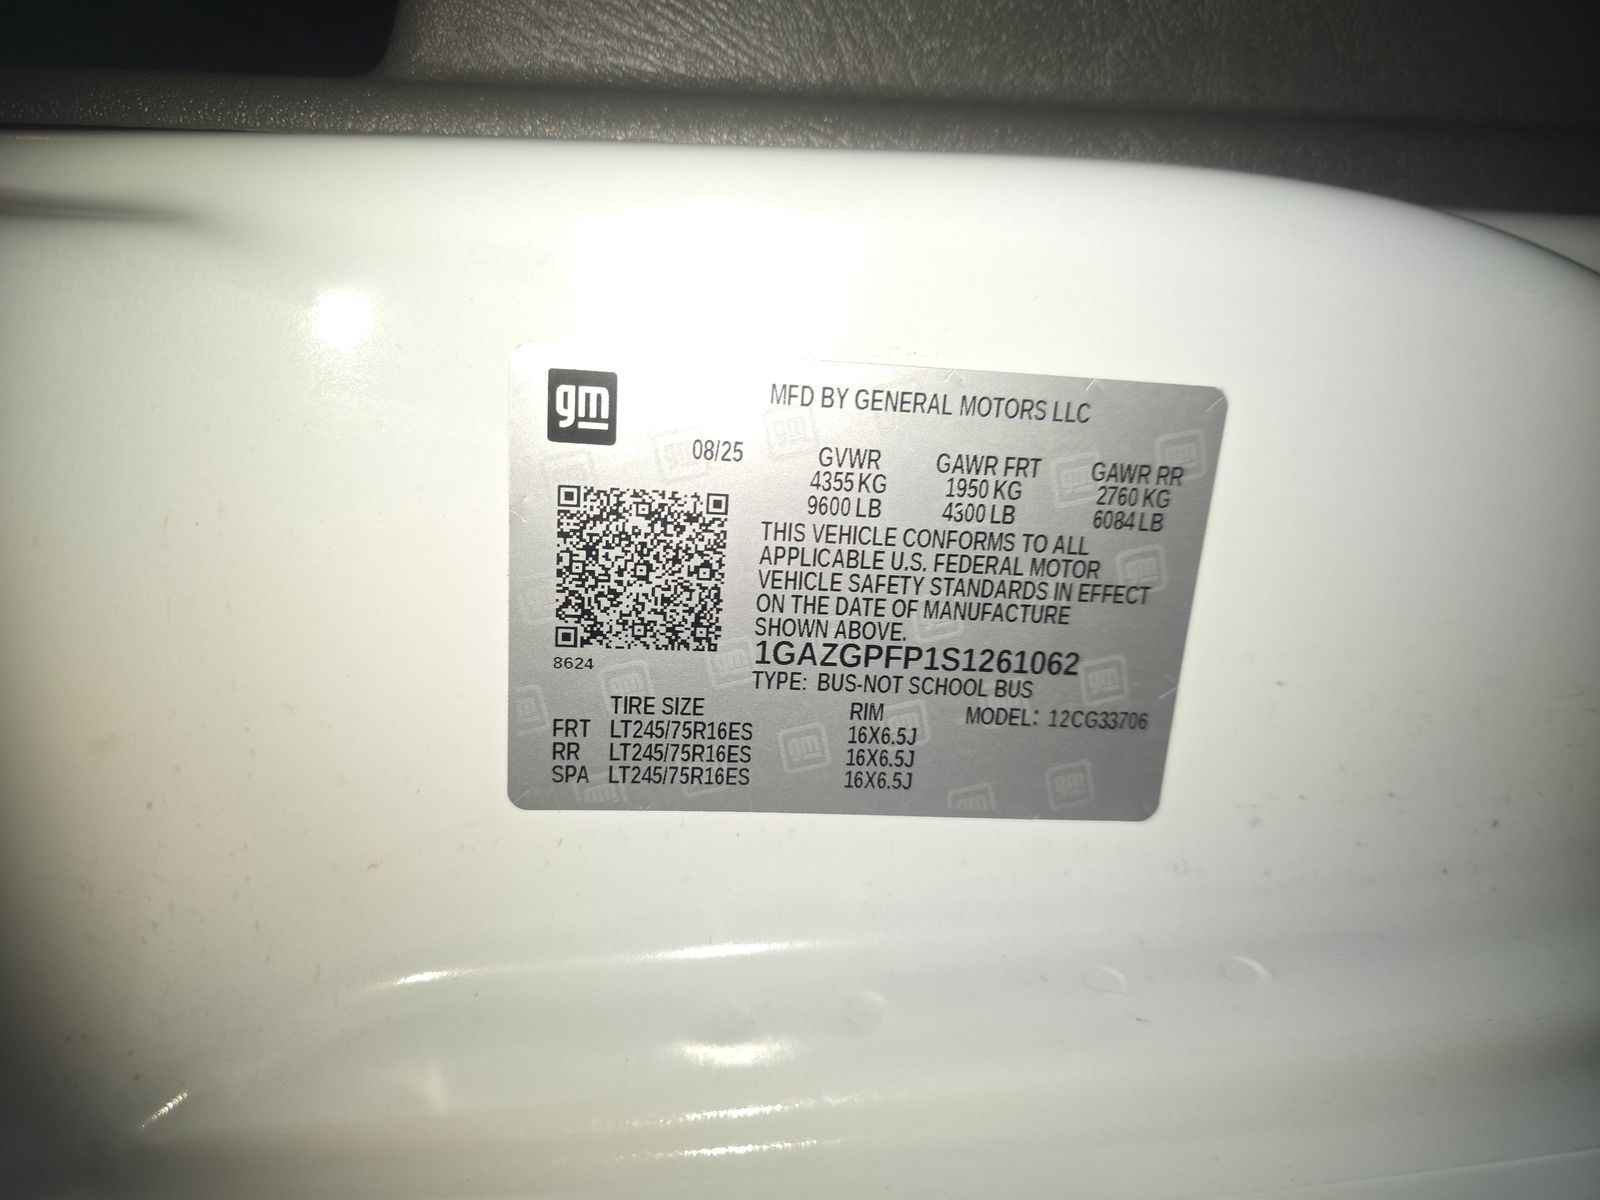 gm
MFD BY GENERAL MOTORS LLC
08/25
GVWR GAWR FRT GAWR RR
4355 KG 1950 KG 2760 KG
9600 LB 4300 LB 6084 LB
THIS VEHICLE CONFORMS TO ALL
APPLICABLE U.S. FEDERAL MOTOR
VEHICLE SAFETY STANDARDS IN EFFECT
ON THE DATE OF MANUFACTURE
SHOWN ABOVE.
8624
1GAZGPFP1S1261062
TYPE: BUS-NOT SCHOOL BUS
TIRE SIZE RIM MODEL: 12CG33706
FRT LT245/75R16ES 16X6.5J
RR LT245/75R16ES 16X6.5J
SPA LT245/75R16ES 16X6.5J